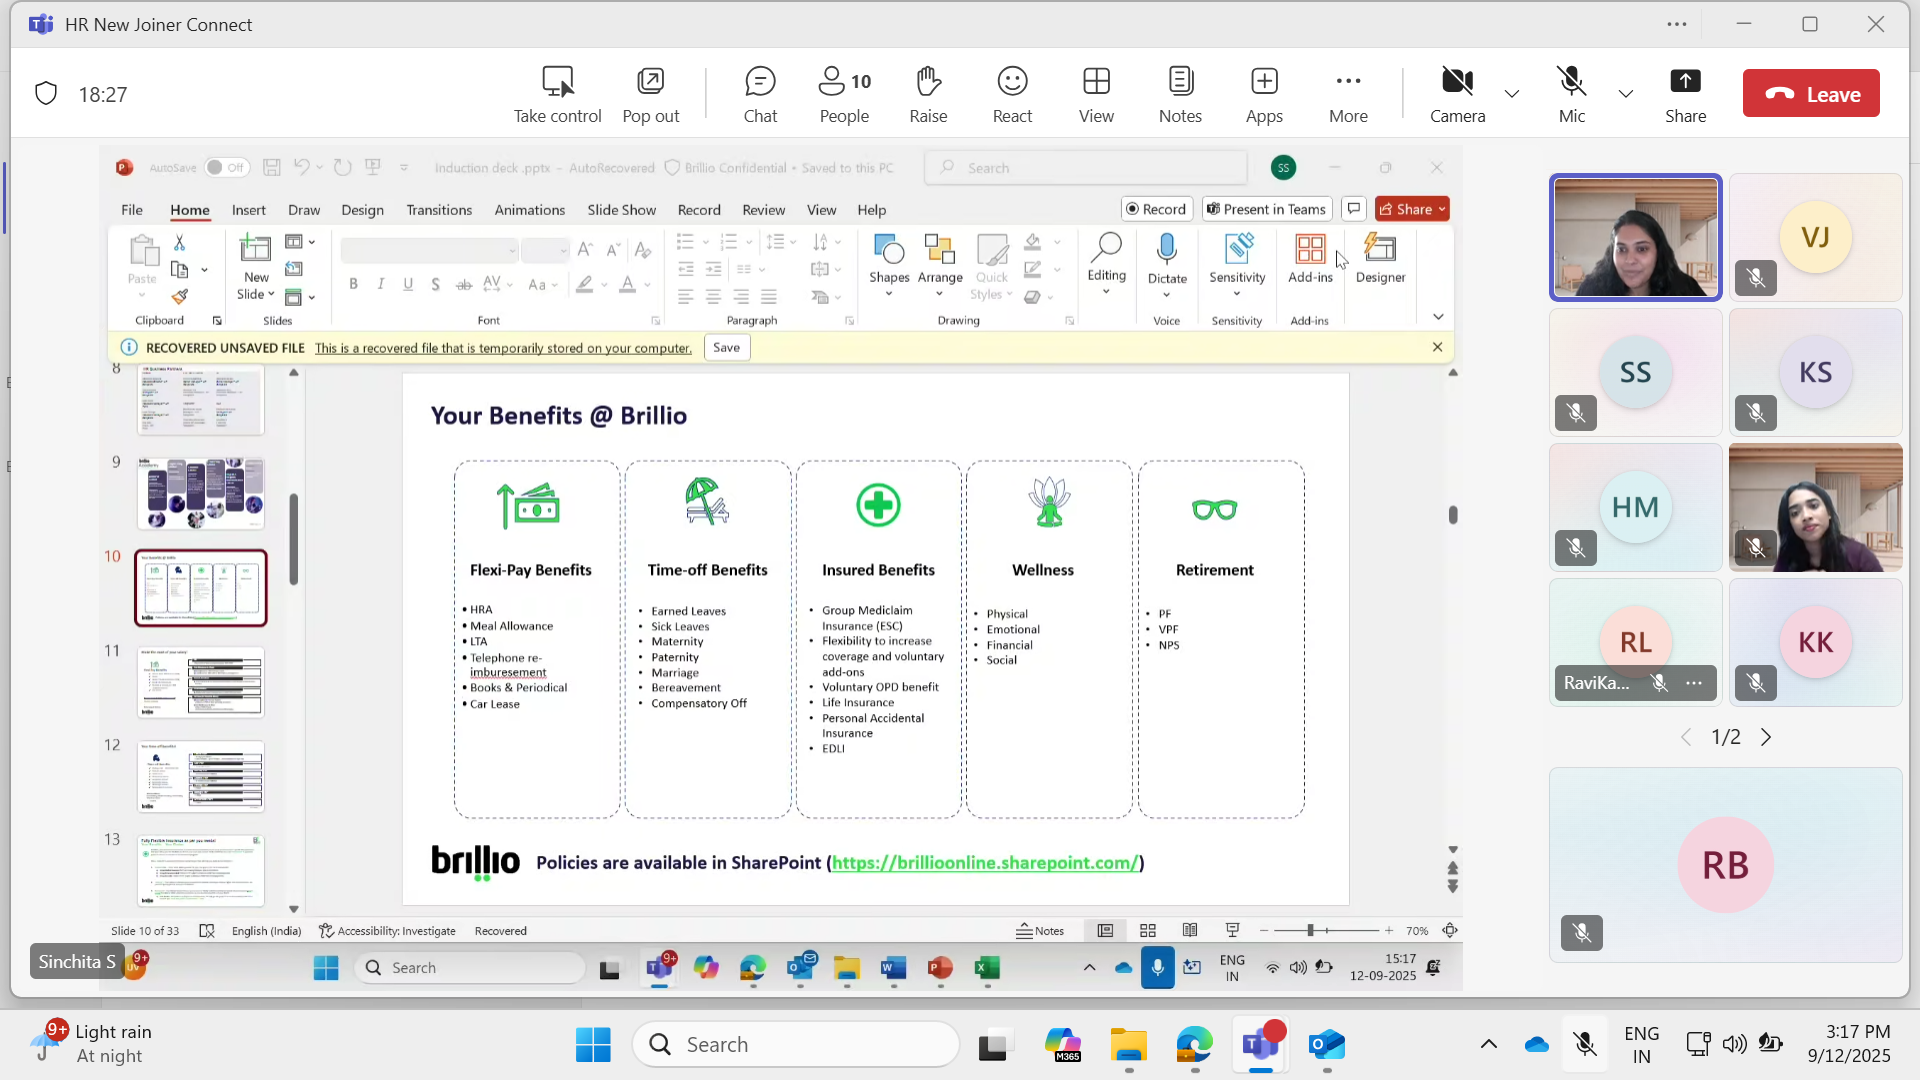 HR New Joiner Connect
18:27
Take control
Pop out
Chat
10
People
Raise
React
View
Notes
Apps
More
Camera
Mic
Share
Leave
AutoSave Off
Induction deck .pptx - AutoRecovered
Brillio Confidential • Saved to this PC
Search
SS
File Home Insert Draw Design Transitions Animations Slide Show Record Review View Help
Record
Present in Teams
Share
Paste
New Slide
Shapes
Arrange
Quick Styles
Editing
Dictate
Sensitivity
Add-ins
Designer
B I U S ab AV Aa A
Clipboard
Slides
Font
Paragraph
Drawing
Voice
Sensitivity
Add-ins
RECOVERED UNSAVED FILE This is a recovered file that is temporarily stored on your computer. Save
8
9
10
11
12
13
Your Benefits @ Brillio
Flexi-Pay Benefits
• HRA
• Meal Allowance
• LTA
• Telephone re-
imburesement
• Books & Periodical
• Car Lease
Time-off Benefits
• Earned Leaves
• Sick Leaves
• Maternity
• Paternity
• Marriage
• Bereavement
• Compensatory Off
Insured Benefits
• Group Mediclaim
Insurance (ESC)
• Flexibility to increase
coverage and voluntary
add-ons
• Voluntary OPD benefit
• Life Insurance
• Personal Accidental
Insurance
• EDLI
Wellness
• Physical
• Emotional
• Financial
• Social
Retirement
• PF
• VPF
• NPS
brillio
Policies are available in SharePoint (https://brillioonline.sharepoint.com/)
Slide 10 of 33
English (India)
Accessibility: Investigate
Recovered
Notes
70%
Sinchita S
9+
Search
9+
ENG
IN
15:17
12-09-2025
VJ
SS
KS
HM
RL
RaviKa...
KK
1/2
RB
9+
Light rain
At night
Search
M365
ENG
IN
3:17 PM
9/12/2025